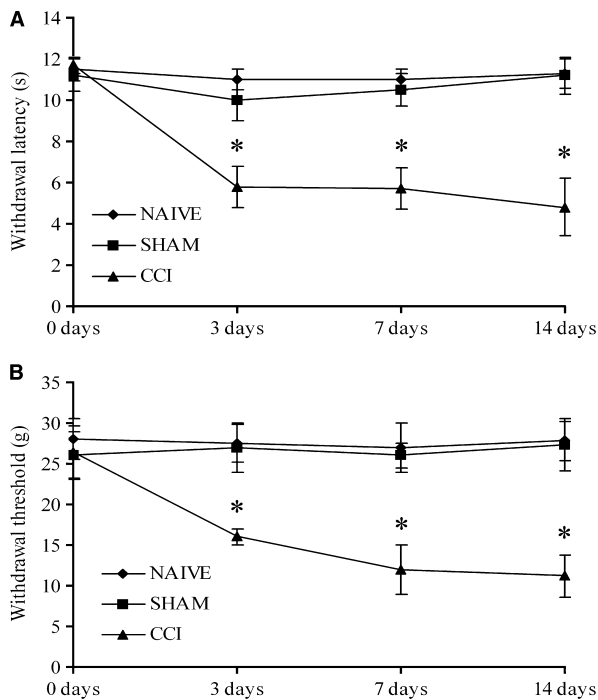 A
Withdrawal latency (s)
14
12
10
8
6
4
2
0
* * *
NAIVE
SHAM
CCI
0 days 3 days 7 days 14 days
B
Withdrawal threshold (g)
35
30
25
20
15
10
5
0
* * *
NAIVE
SHAM
CCI
0 days 3 days 7 days 14 days